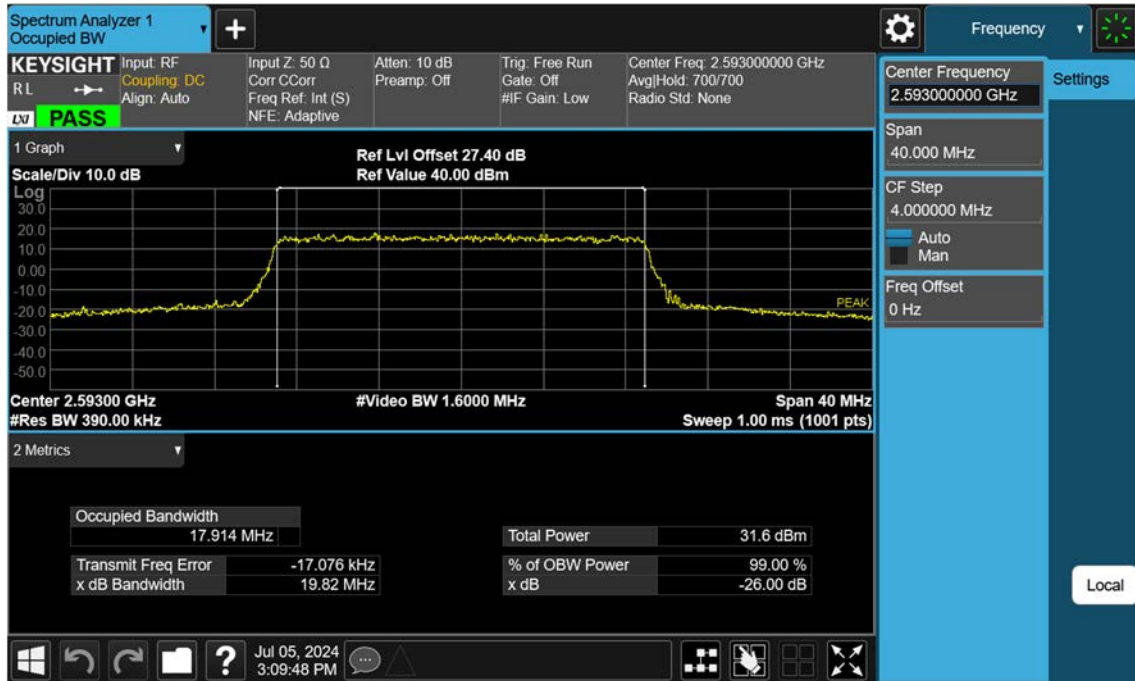 Spectrum Analyzer 1
Occupied BW
+
Frequency
KEYSIGHT
RL
LXI PASS
Input: RF
Coupling: DC
Align: Auto
Input Z: 50 Ω
Corr CCorr
Freq Ref: Int (S)
NFE: Adaptive
Atten: 10 dB
Preamp: Off
Trig: Free Run
Gate: Off
#IF Gain: Low
Center Freq: 2.593000000 GHz
Avg|Hold: 700/700
Radio Std: None
1 Graph
Scale/Div 10.0 dB
Ref Lvl Offset 27.40 dB
Ref Value 40.00 dBm
Log
30.0
20.0
10.0
0.00
-10.0
-20.0
-30.0
-40.0
-50.0
PEAK
Center 2.59300 GHz
#Video BW 1.6000 MHz
Span 40 MHz
#Res BW 390.00 kHz
Sweep 1.00 ms (1001 pts)
2 Metrics
Occupied Bandwidth
17.914 MHz
Total Power 31.6 dBm
Transmit Freq Error -17.076 kHz
% of OBW Power 99.00 %
x dB Bandwidth 19.82 MHz
x dB -26.00 dB
?
Jul 05, 2024
3:09:48 PM
Center Frequency
2.593000000 GHz
Settings
Span
40.000 MHz
CF Step
4.000000 MHz
Auto
Man
Freq Offset
0 Hz
Local